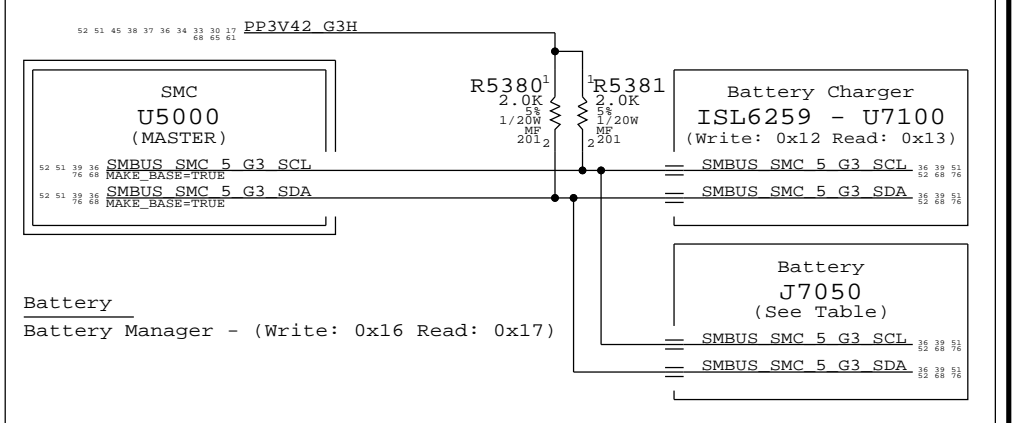 52 51 45 38 37 36 34 33 30 17 PP3V42_G3H
68 65 61
SMC
U5000
(MASTER)
52 51 39 36 SMBUS_SMC_5_G3_SCL
76 68 MAKE_BASE=TRUE
52 51 39 36 SMBUS_SMC_5_G3_SDA
76 68 MAKE_BASE=TRUE
R5380 1
2.0K
5%
1/20W
MF
201 2
1 R5381
2.0K
5%
1/20W
MF
2 201
Battery Charger
ISL6259 - U7100
(Write: 0x12 Read: 0x13)
SMBUS_SMC_5_G3_SCL 36 39 51
52 68 76
SMBUS_SMC_5_G3_SDA 36 39 51
52 68 76
Battery
J7050
(See Table)
SMBUS_SMC_5_G3_SCL 36 39 51
52 68 76
SMBUS_SMC_5_G3_SDA 36 39 51
52 68 76
Battery
Battery Manager - (Write: 0x16 Read: 0x17)